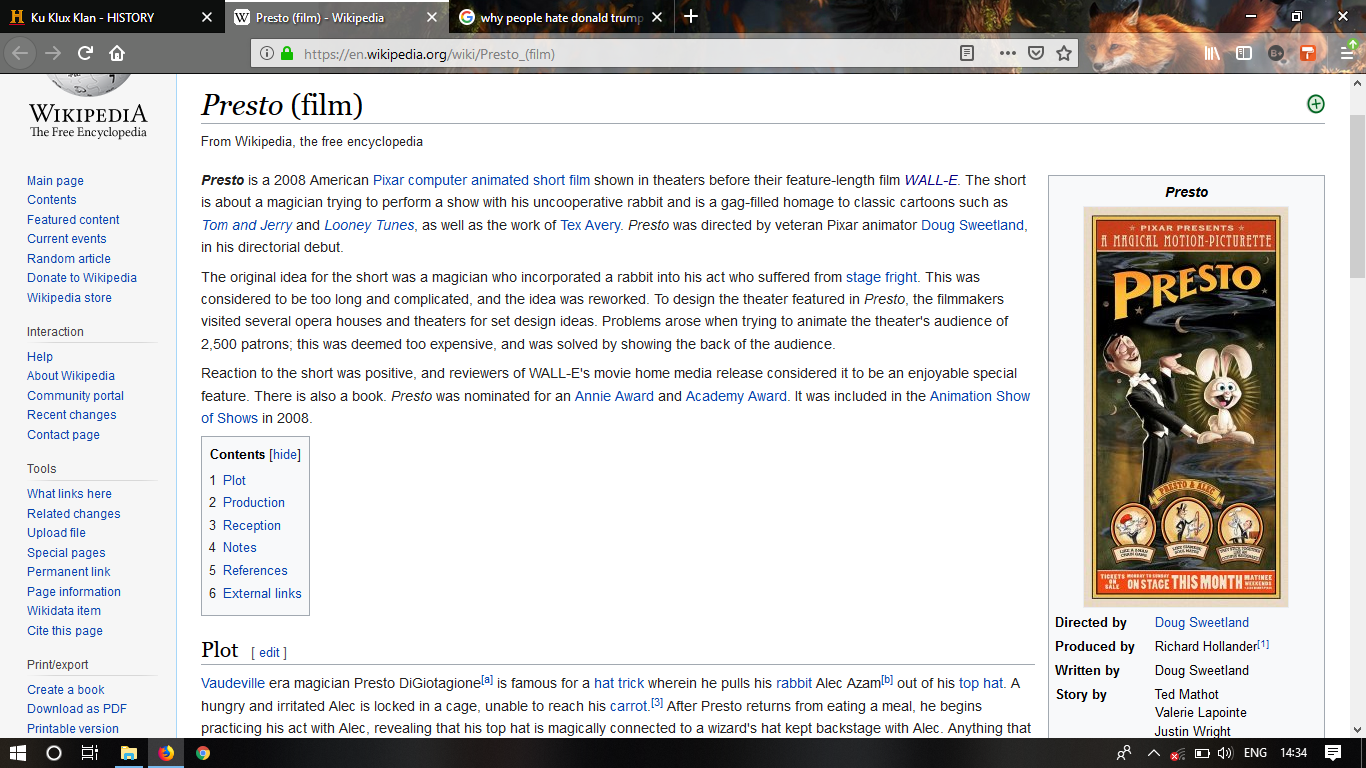 Ku Klux Klan - HISTORY
Presto (film) - Wikipedia
why people hate donald trump
https://en.wikipedia.org/wiki/Presto_(film)
WIKIPEDIA
The Free Encyclopedia
Main page
Contents
Featured content
Current events
Random article
Donate to Wikipedia
Wikipedia store
Interaction
Help
About Wikipedia
Community portal
Recent changes
Contact page
Tools
What links here
Related changes
Upload file
Special pages
Permanent link
Page information
Wikidata item
Cite this page
Print/export
Create a book
Download as PDF
Printable version
Presto (film)
From Wikipedia, the free encyclopedia
Presto is a 2008 American Pixar computer animated short film shown in theaters before their feature-length film WALL-E. The short
is about a magician trying to perform a show with his uncooperative rabbit and is a gag-filled homage to classic cartoons such as
Tom and Jerry and Looney Tunes, as well as the work of Tex Avery. Presto was directed by veteran Pixar animator Doug Sweetland,
in his directorial debut.
The original idea for the short was a magician who incorporated a rabbit into his act who suffered from stage fright. This was
considered to be too long and complicated, and the idea was reworked. To design the theater featured in Presto, the filmmakers
visited several opera houses and theaters for set design ideas. Problems arose when trying to animate the theater's audience of
2,500 patrons; this was deemed too expensive, and was solved by showing the back of the audience.
Reaction to the short was positive, and reviewers of WALL-E's movie home media release considered it to be an enjoyable special
feature. There is also a book. Presto was nominated for an Annie Award and Academy Award. It was included in the Animation Show
of Shows in 2008.
Contents [hide]
1 Plot
2 Production
3 Reception
4 Notes
5 References
6 External links
Plot [ edit ]
Vaudeville era magician Presto DiGiotagione[a] is famous for a hat trick wherein he pulls his rabbit Alec Azam[b] out of his top hat. A
hungry and irritated Alec is locked in a cage, unable to reach his carrot.[3] After Presto returns from eating a meal, he begins
practicing his act with Alec, revealing that his top hat is magically connected to a wizard's hat kept backstage with Alec. Anything that
Presto
PIXAR PRESENTS
A MAGICAL MOTION-PICTURETTE
PRESTO
PRESTO & ALEC
TICKETS ON SALE
MONDAY TO SUNDAY
ON STAGE
THIS MONTH
MATINEE
WEEKENDS
Directed by Doug Sweetland
Produced by Richard Hollander[1]
Written by Doug Sweetland
Story by Ted Mathot
Valerie Lapointe
Justin Wright
ENG 14:34